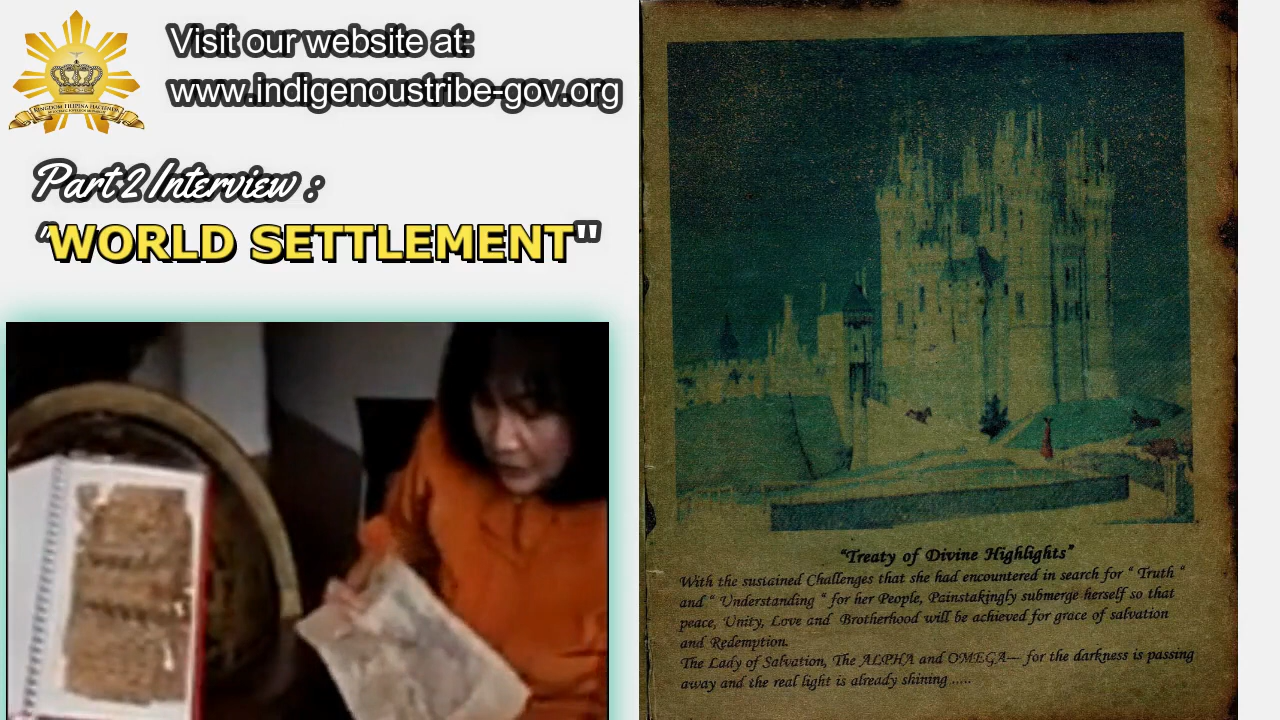 Visit our website at:
www.indigenoustribe-gov.org
KINGDOM FILIPINA HACIENDA
Part 2 Interview :
"WORLD SETTLEMENT"
"Treaty of Divine Highlights"
With the sustained Challenges that she had encountered in search for " Truth "
and " Understanding " for her People, Painstakingly submerge herself so that
peace, Unity, Love and Brotherhood will be achieved for grace of salvation
and Redemption.
The Lady of Salvation, The ALPHA and OMEGA— for the darkness is passing
away and the real light is already shining .....